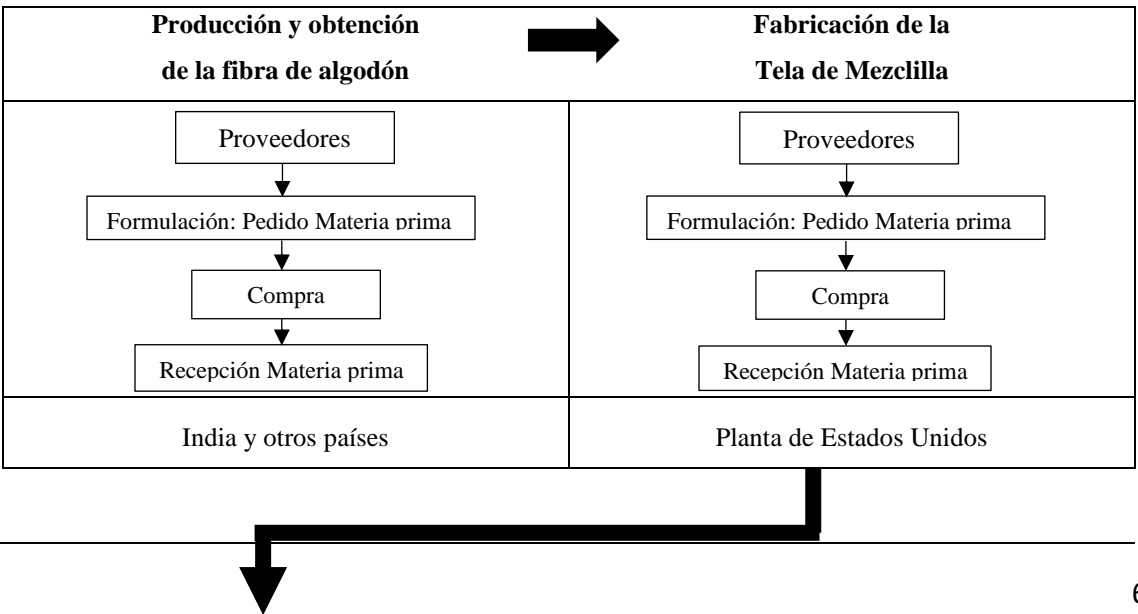 Producción y obtención
de la fibra de algodón
Fabricación de la
Tela de Mezclilla
Proveedores
Formulación: Pedido Materia prima
Compra
Recepción Materia prima
Proveedores
Formulación: Pedido Materia prima
Compra
Recepción Materia prima
India y otros países
Planta de Estados Unidos